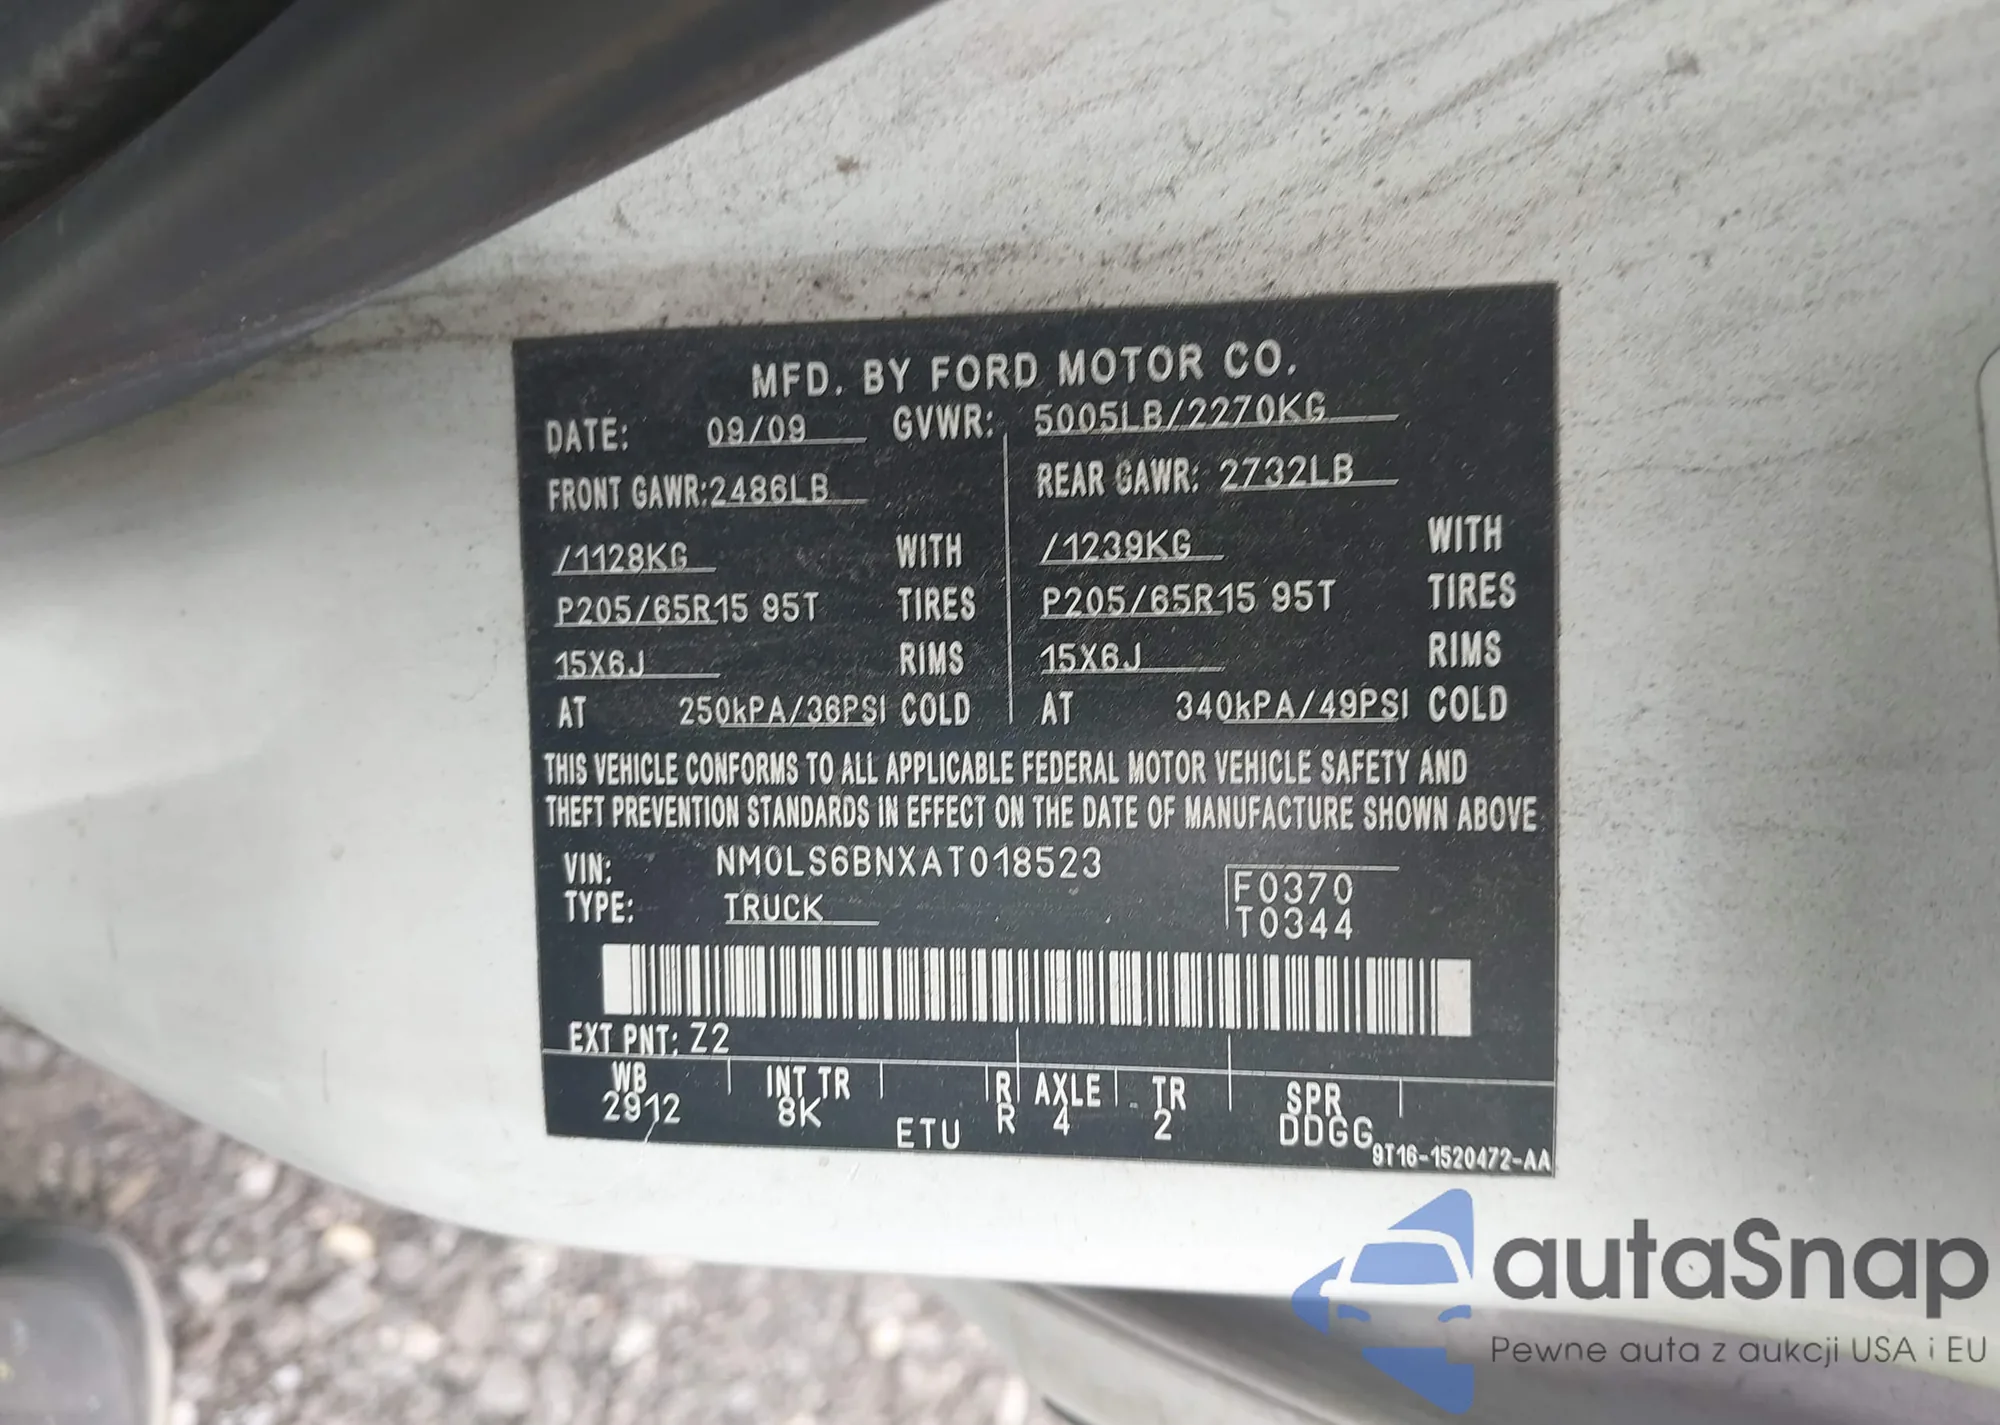 MFD. BY FORD MOTOR CO.
DATE: 09/09 GVWR: 5005LB/2270KG
FRONT GAWR: 2486LB REAR GAWR: 2732LB
/1128KG WITH /1239KG WITH
P205/65R15 95T TIRES P205/65R15 95T TIRES
15X6J RIMS 15X6J RIMS
AT 250kPA/36PSI COLD AT 340kPA/49PSI COLD
THIS VEHICLE CONFORMS TO ALL APPLICABLE FEDERAL MOTOR VEHICLE SAFETY AND
THEFT PREVENTION STANDARDS IN EFFECT ON THE DATE OF MANUFACTURE SHOWN ABOVE
VIN: NM0LS6BNXAT018523
F0370
TYPE: TRUCK
T0344
EXT PNT: Z2
WB INT TR R AXLE TR SPR
2912 8K ETU R 4 2 DDGG
9T16-1520472-AA
autaSnap
Pewne auta z aukcji USA i EU